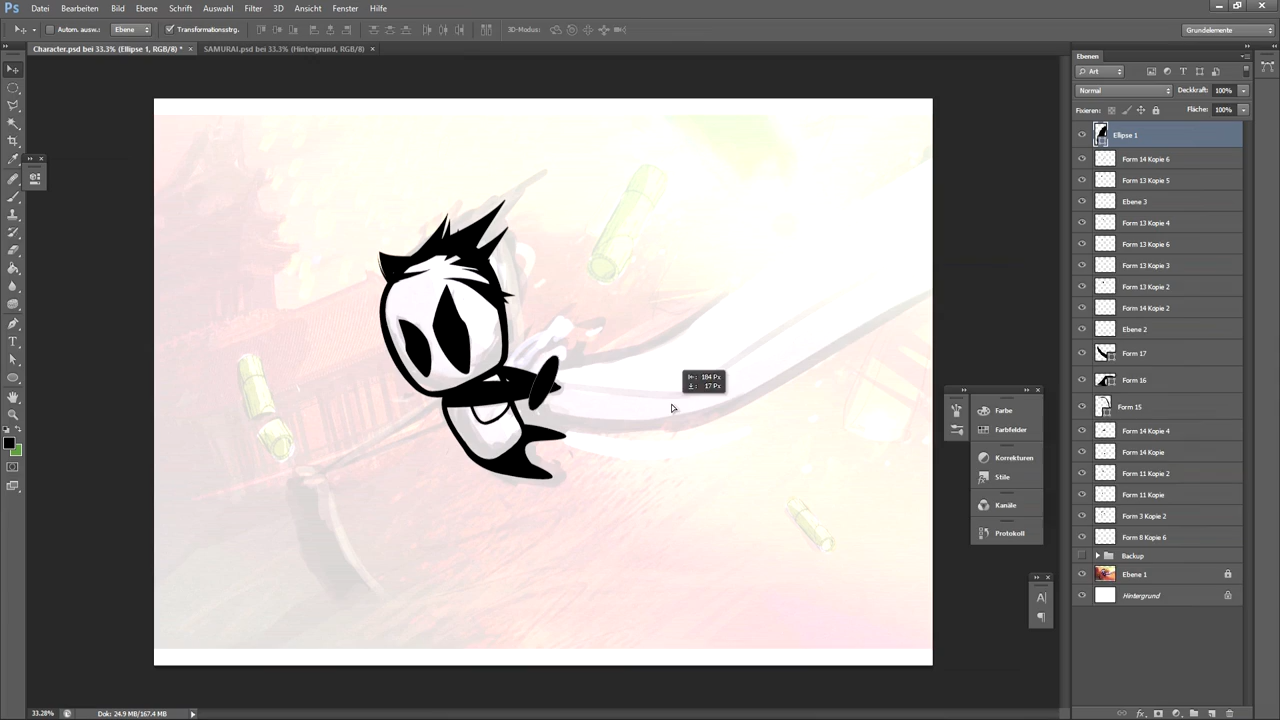 Ps Datei Bearbeiten Bild Ebene Schrift Auswahl Filter 3D Ansicht Fenster Hilfe
Autom. ausw.: Ebene Transformationsstrg. 3D-Modus: Grundelemente
Character.psd bei 33.3% (Ellipse 1, RGB/8) * × SAMURAI.psd bei 33.3% (Hintergrund, RGB/8) ×
Ebenen
Art
Normal Deckkraft: 100%
Fixieren: Fläche: 100%
Ellipse 1
Form 14 Kopie 6
Form 13 Kopie 5
Ebene 3
Form 13 Kopie 4
Form 13 Kopie 6
Form 13 Kopie 3
Form 13 Kopie 2
Form 14 Kopie 2
Ebene 2
Form 17
Form 16
Form 15
Form 14 Kopie 4
Form 14 Kopie
Form 11 Kopie 2
Form 11 Kopie
Form 3 Kopie 2
Form 8 Kopie 6
Backup
Ebene 1
Hintergrund
184 Px
17 Px
Farbe
Farbfelder
Korrekturen
Stile
Kanäle
Protokoll
33.28% Dok: 24.9 MB/167.4 MB